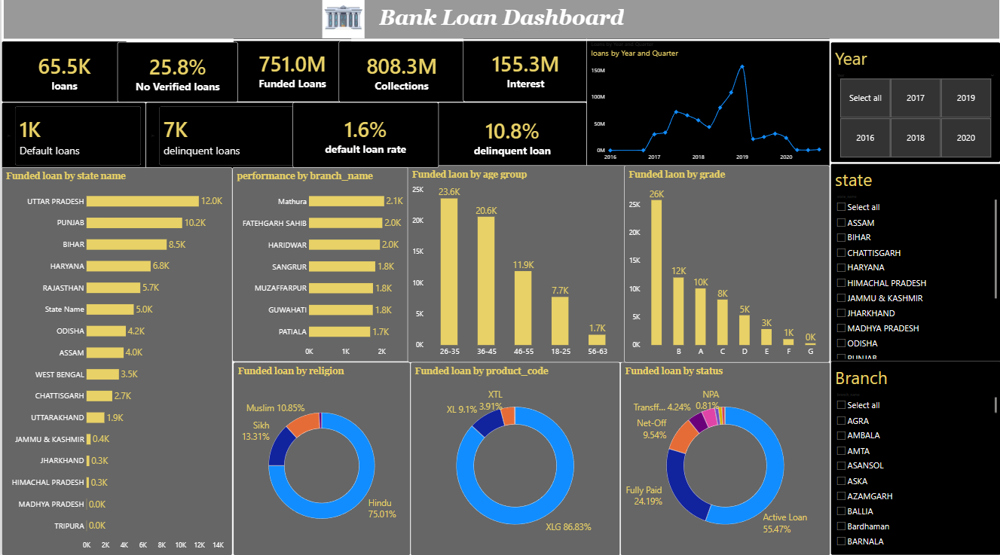 Bank Loan Dashboard
65.5K
loans
25.8%
No Verified loans
751.0M
Funded Loans
808.3M
Collections
155.3M
Interest
1K
Default loans
7K
delinquent loans
1.6%
default loan rate
10.8%
delinquent loan
Loans by Year and Quarter
loans by Year and Quarter
150M
100M
50M
0M
2016 2017 2018 2019 2020
Year
Select all 2017 2019
2016 2018 2020
Funded loan by state name
UTTAR PRADESH 12.0K
PUNJAB 10.2K
BIHAR 8.5K
HARYANA 6.8K
RAJASTHAN 5.7K
State Name 5.0K
ODISHA 4.2K
ASSAM 4.0K
WEST BENGAL 3.5K
CHATTISGARH 2.7K
UTTARAKHAND 1.9K
JAMMU & KASHMIR 0.4K
JHARKHAND 0.3K
HIMACHAL PRADESH 0.3K
MADHYA PRADESH 0.0K
TRIPURA 0.0K
0K 2K 4K 6K 8K 10K 12K 14K
performance by branch_name
Mathura 2.1K
FATEHGARH SAHIB 2.0K
HARIDWAR 2.0K
SANGRUR 1.8K
MUZAFFARPUR 1.8K
GUWAHATI 1.8K
PATIALA 1.7K
0K 1K 2K
Funded laon by age group
25K
20K
15K
10K
5K
0K
23.6K 20.6K 11.9K 7.7K 1.7K
26-35 36-45 46-55 18-25 56-63
Funded laon by grade
25K
20K
15K
10K
5K
0K
26K 12K 10K 8K 5K 3K 1K 0K
B A C D E F G
Funded loan by religion
Muslim 10.85%
Sikh
13.31%
Hindu
75.01%
Funded loan by product_code
XTL
3.91%
XL 9.1%
XLG 86.83%
Funded loan by status
NPA
0.81%
Transff... 4.24%
Net-Off
9.54%
Fully Paid
24.19%
Active Loan
55.47%
state
Select all
ASSAM
BIHAR
CHATTISGARH
HARYANA
HIMACHAL PRADESH
JAMMU & KASHMIR
JHARKHAND
MADHYA PRADESH
ODISHA
PUNJAB
Branch
Select all
AGRA
AMBALA
AMTA
ASANSOL
ASKA
AZAMGARH
BALLIA
Bardhaman
BARNALA